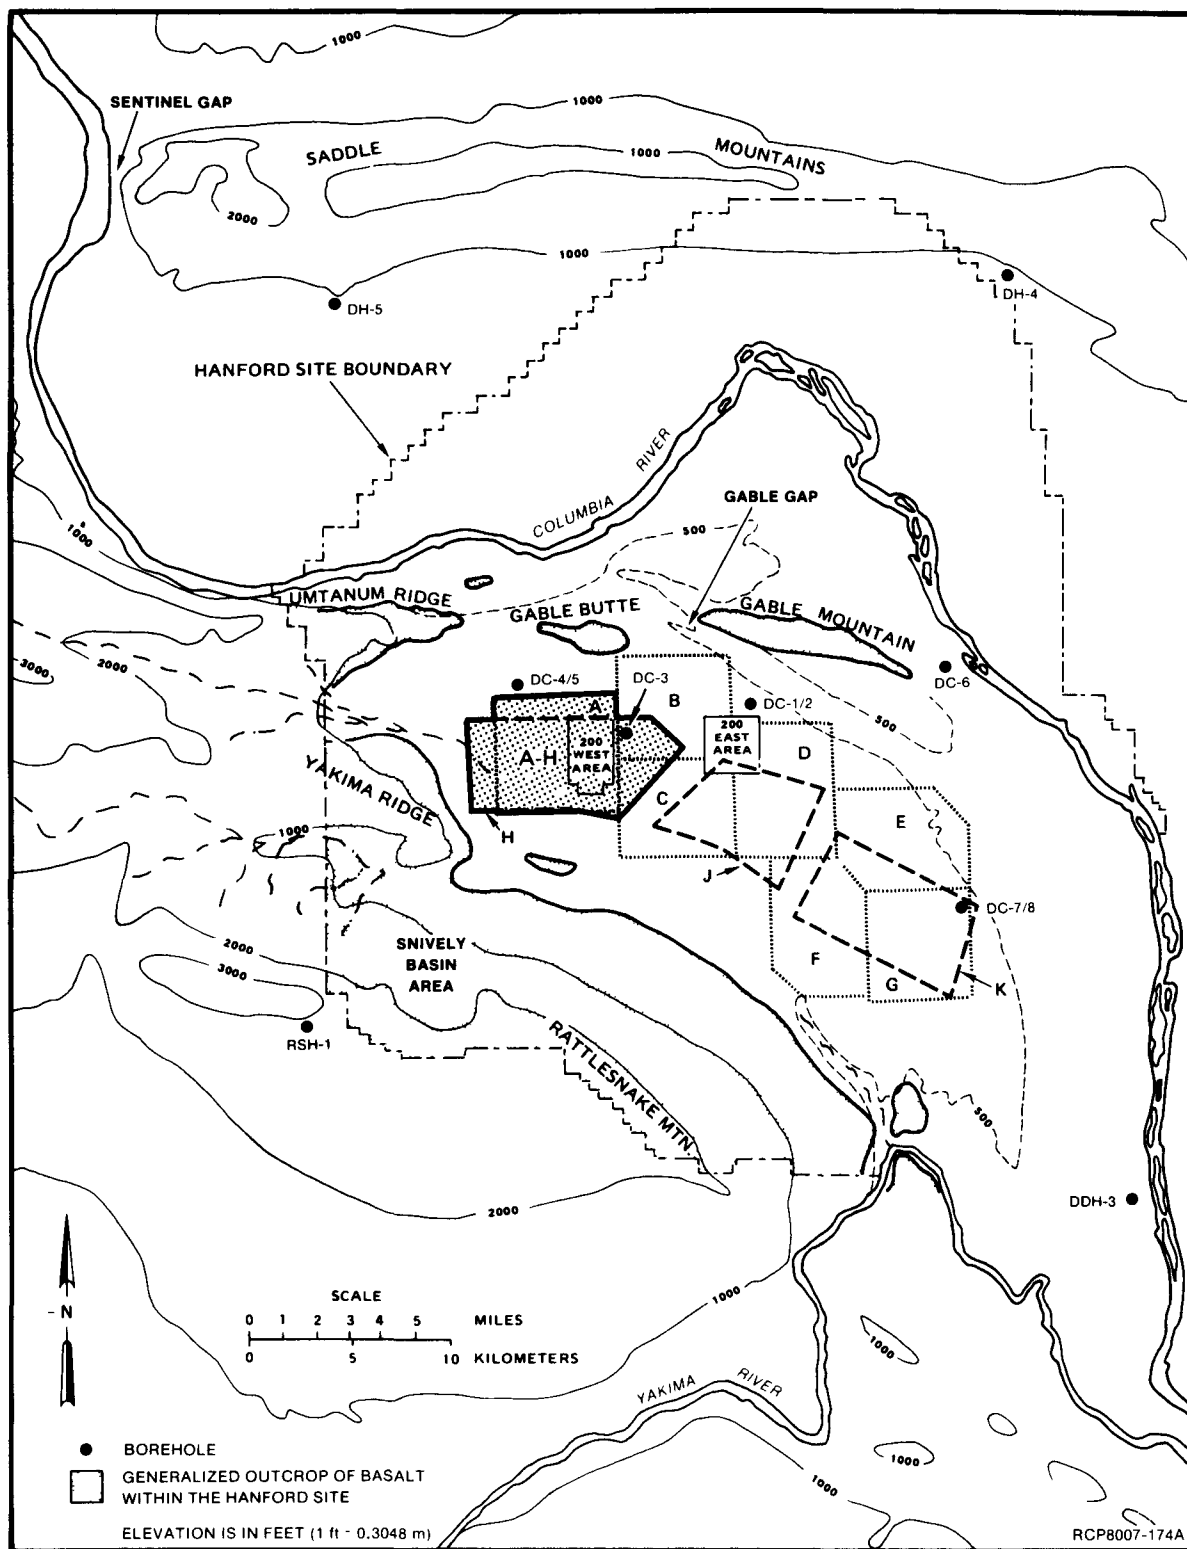 1000
SENTINEL GAP
1000
SADDLE
MOUNTAINS
1000
2000
1000
DH-5
DH-4
HANFORD SITE BOUNDARY
COLUMBIA
RIVER
GABLE GAP
500
1000
UMTANUM RIDGE
GABLE BUTTE
GABLE MOUNTAIN
3000
2000
DC-4/5
DC-3
DC-6
A
B
DC-1/2
500
200
WEST
AREA
200
EAST
AREA
A-H
D
YAKIMA RIDGE
C
E
1000
H
J
DC-7/8
2000
SNIVELY
BASIN
AREA
F
G
K
3000
RSH-1
RATTLESNAKE MTN.
500
2000
DDH-3
1000
N
SCALE
0 1 2 3 4 5 MILES
0 5 10 KILOMETERS
1000
YAKIMA
RIVER
BOREHOLE
1000
GENERALIZED OUTCROP OF BASALT
WITHIN THE HANFORD SITE
1000
ELEVATION IS IN FEET (1 ft - 0.3048 m)
RCP8007-174A